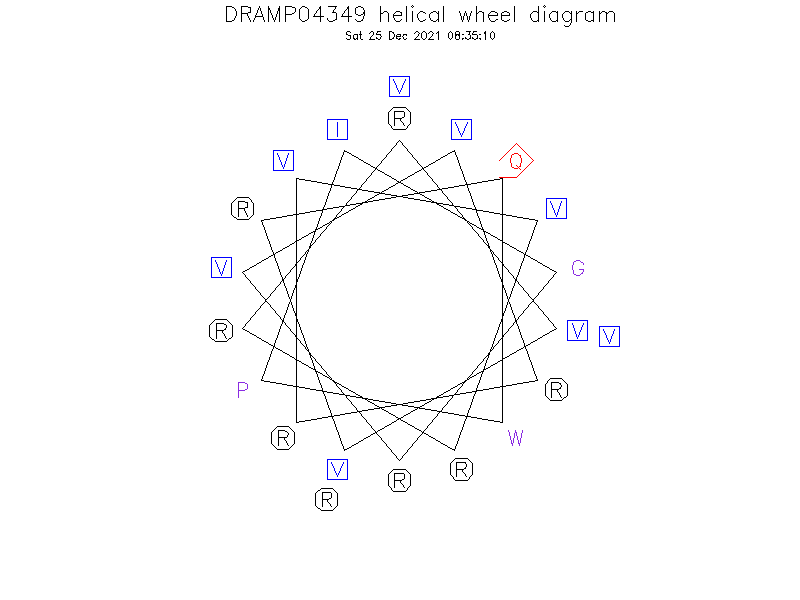 DRAMP04349 helical wheel diagram
Sat 25 Dec 2021 08:35:10
V
I R V
V Q
R V
V G
R V V
P R
R W
V R R
R